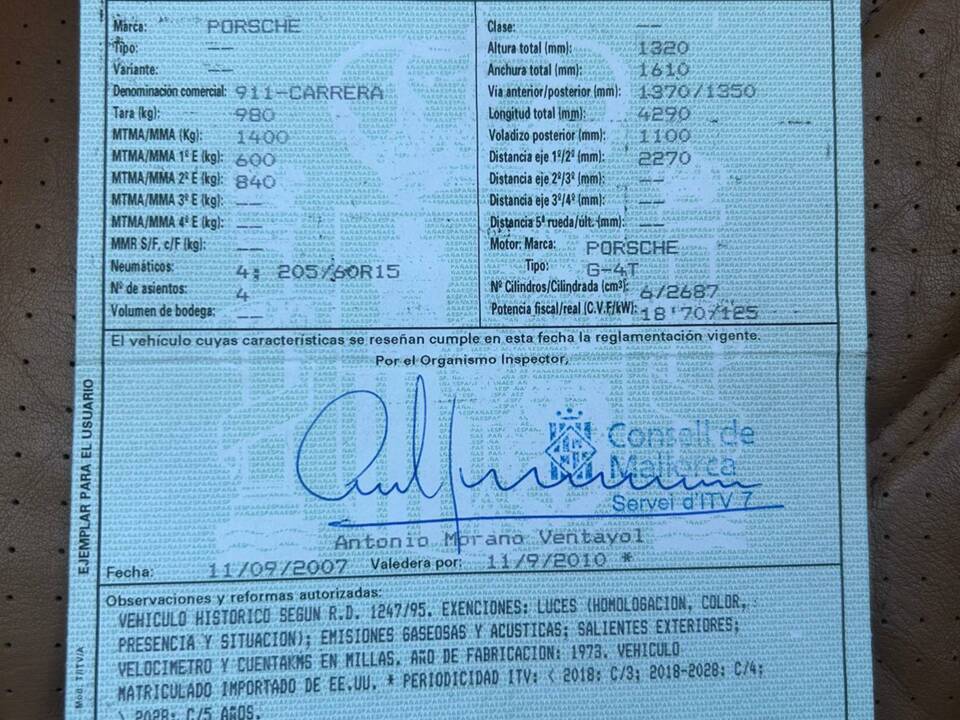 Marca: PORSCHE
Tipo: --
Variante: --
Denominación comercial: 911-CARRERA
Tara (kg): 980
MTMA/MMA (Kg): 1400
MTMA/MMA 1º E (kg): 600
MTMA/MMA 2º E (kg): 840
MTMA/MMA 3º E (kg): --
MTMA/MMA 4º E (kg): --
MMR S/F, c/F (kg): --
Neumáticos: 4; 205/60R15
Nº de asientos: 4
Volumen de bodega: --
Clase: --
Altura total (mm): 1320
Anchura total (mm): 1610
Vía anterior/posterior (mm): 1370/1350
Longitud total (mm): 4290
Voladizo posterior (mm): 1100
Distancia eje 1º/2º (mm): 2270
Distancia eje 2º/3º (mm): --
Distancia eje 3º/4º (mm): --
Distancia 5ª rueda/últ. (mm): --
Motor: Marca: PORSCHE
Tipo: G-4T
Nº Cilindros/Cilindrada (cm³): 6/2687
Potencia fiscal/real (C.V.F/kW): 18'70/125
El vehículo cuyas características se reseñan cumple en esta fecha la reglamentación vigente.
Por el Organismo Inspector,
Consell de
Mallorca
Servei d'ITV 7
Antonio Morano Ventayol
Fecha: 11/09/2007 Valedera por: 11/9/2010 *
Observaciones y reformas autorizadas:
VEHICULO HISTORICO SEGUN R.D. 1247/95. EXENCIONES: LUCES (HOMOLOGACION, COLOR,
PRESENCIA Y SITUACION); EMISIONES GASEOSAS Y ACUSTICAS; SALIENTES EXTERIORES;
VELOCIMETRO Y CUENTAKMS EN MILLAS. AÑO DE FABRICACION: 1973. VEHICULO
MATRICULADO IMPORTADO DE EE.UU. * PERIODICIDAD ITV: < 2018: C/3; 2018-2028: C/4;
> 2028: C/5 AÑOS.
EJEMPLAR PARA EL USUARIO
Mod. T/ITV/A